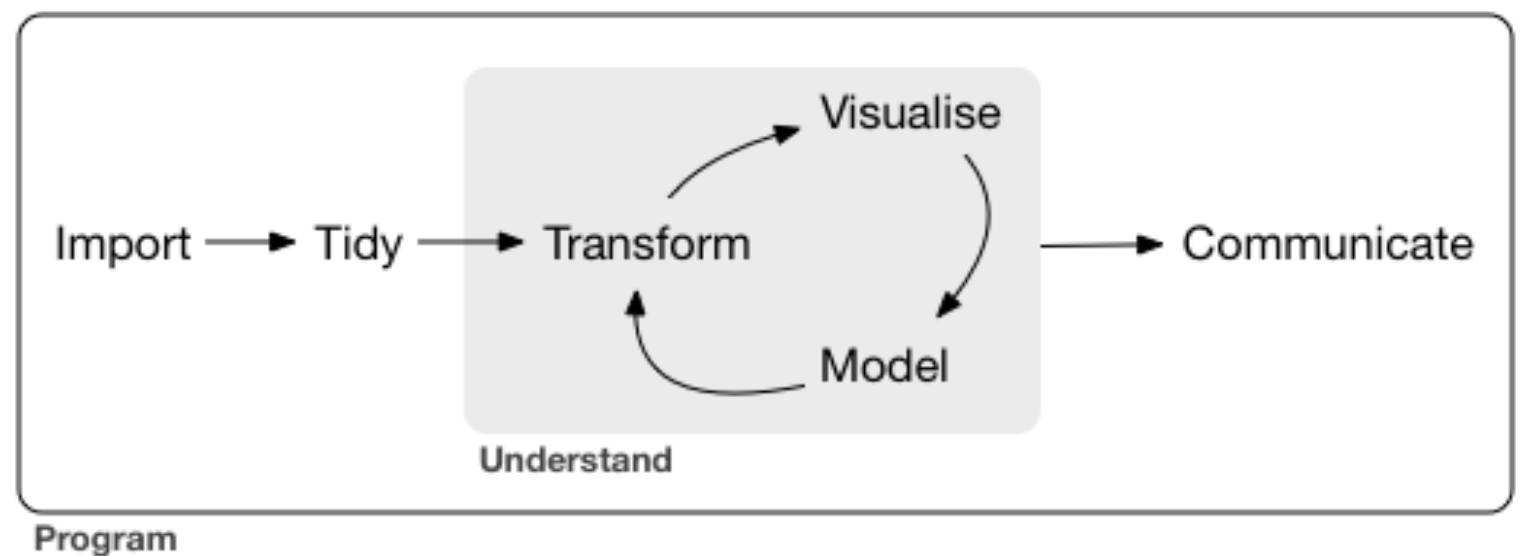 Visualise
Import
Tidy
Transform
Communicate
Model
Understand
Program